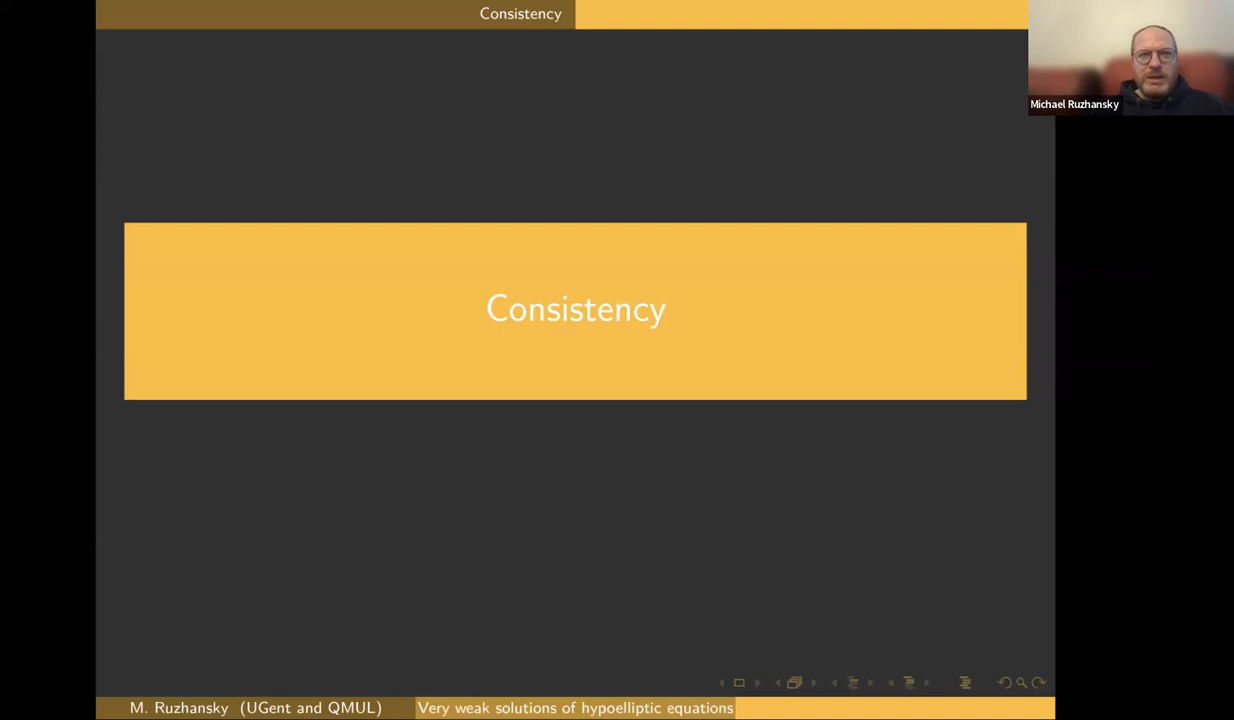 Consistency
Michael Ruzhansky
Consistency
M. Ruzhansky (UGent and QMUL)
Very weak solutions of hypoelliptic equations